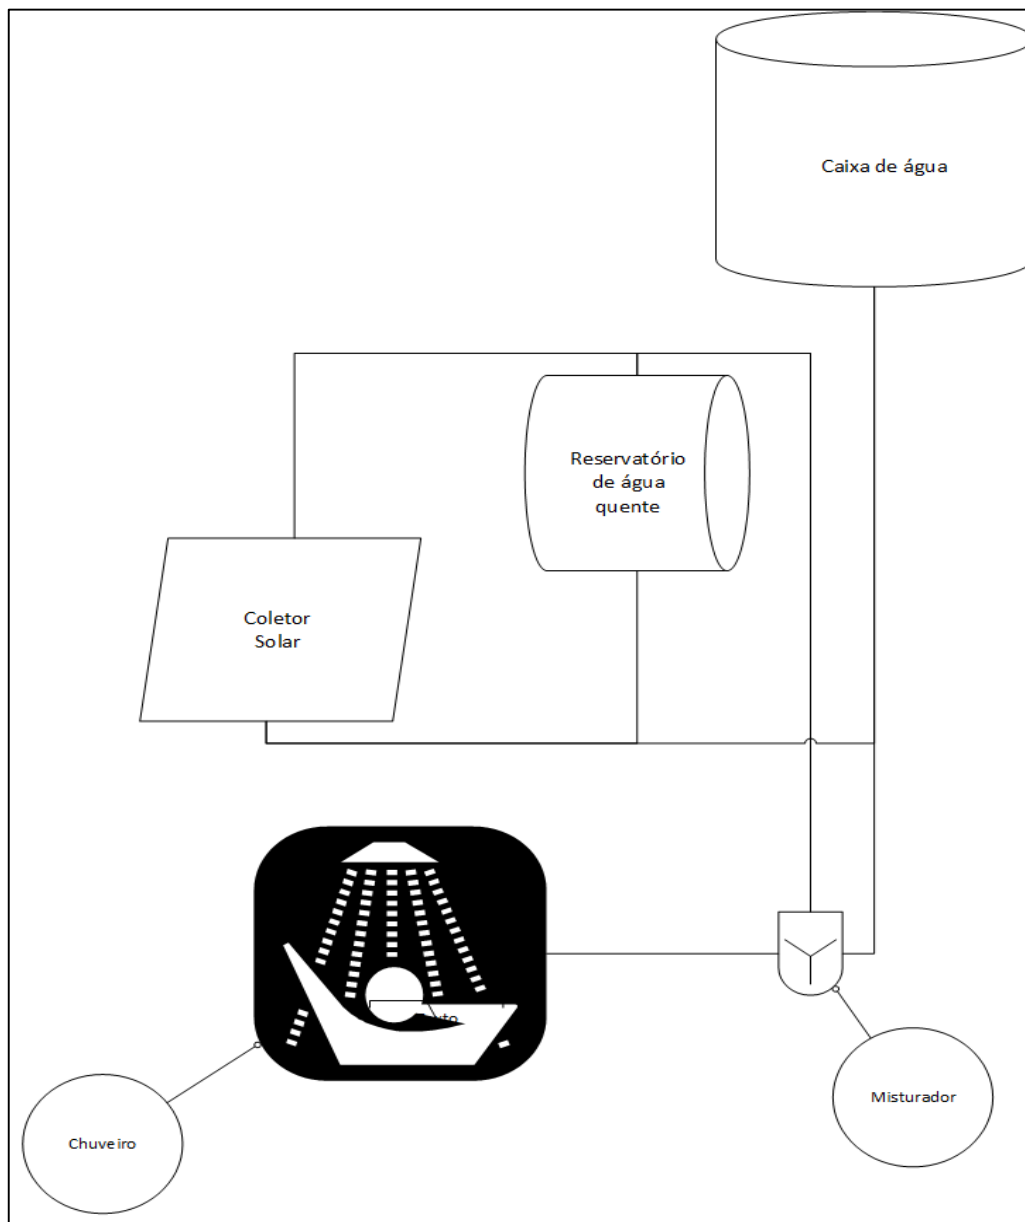 Caixa de água
Reservatório
de água
quente
Coletor
Solar
Misturador
Chuveiro